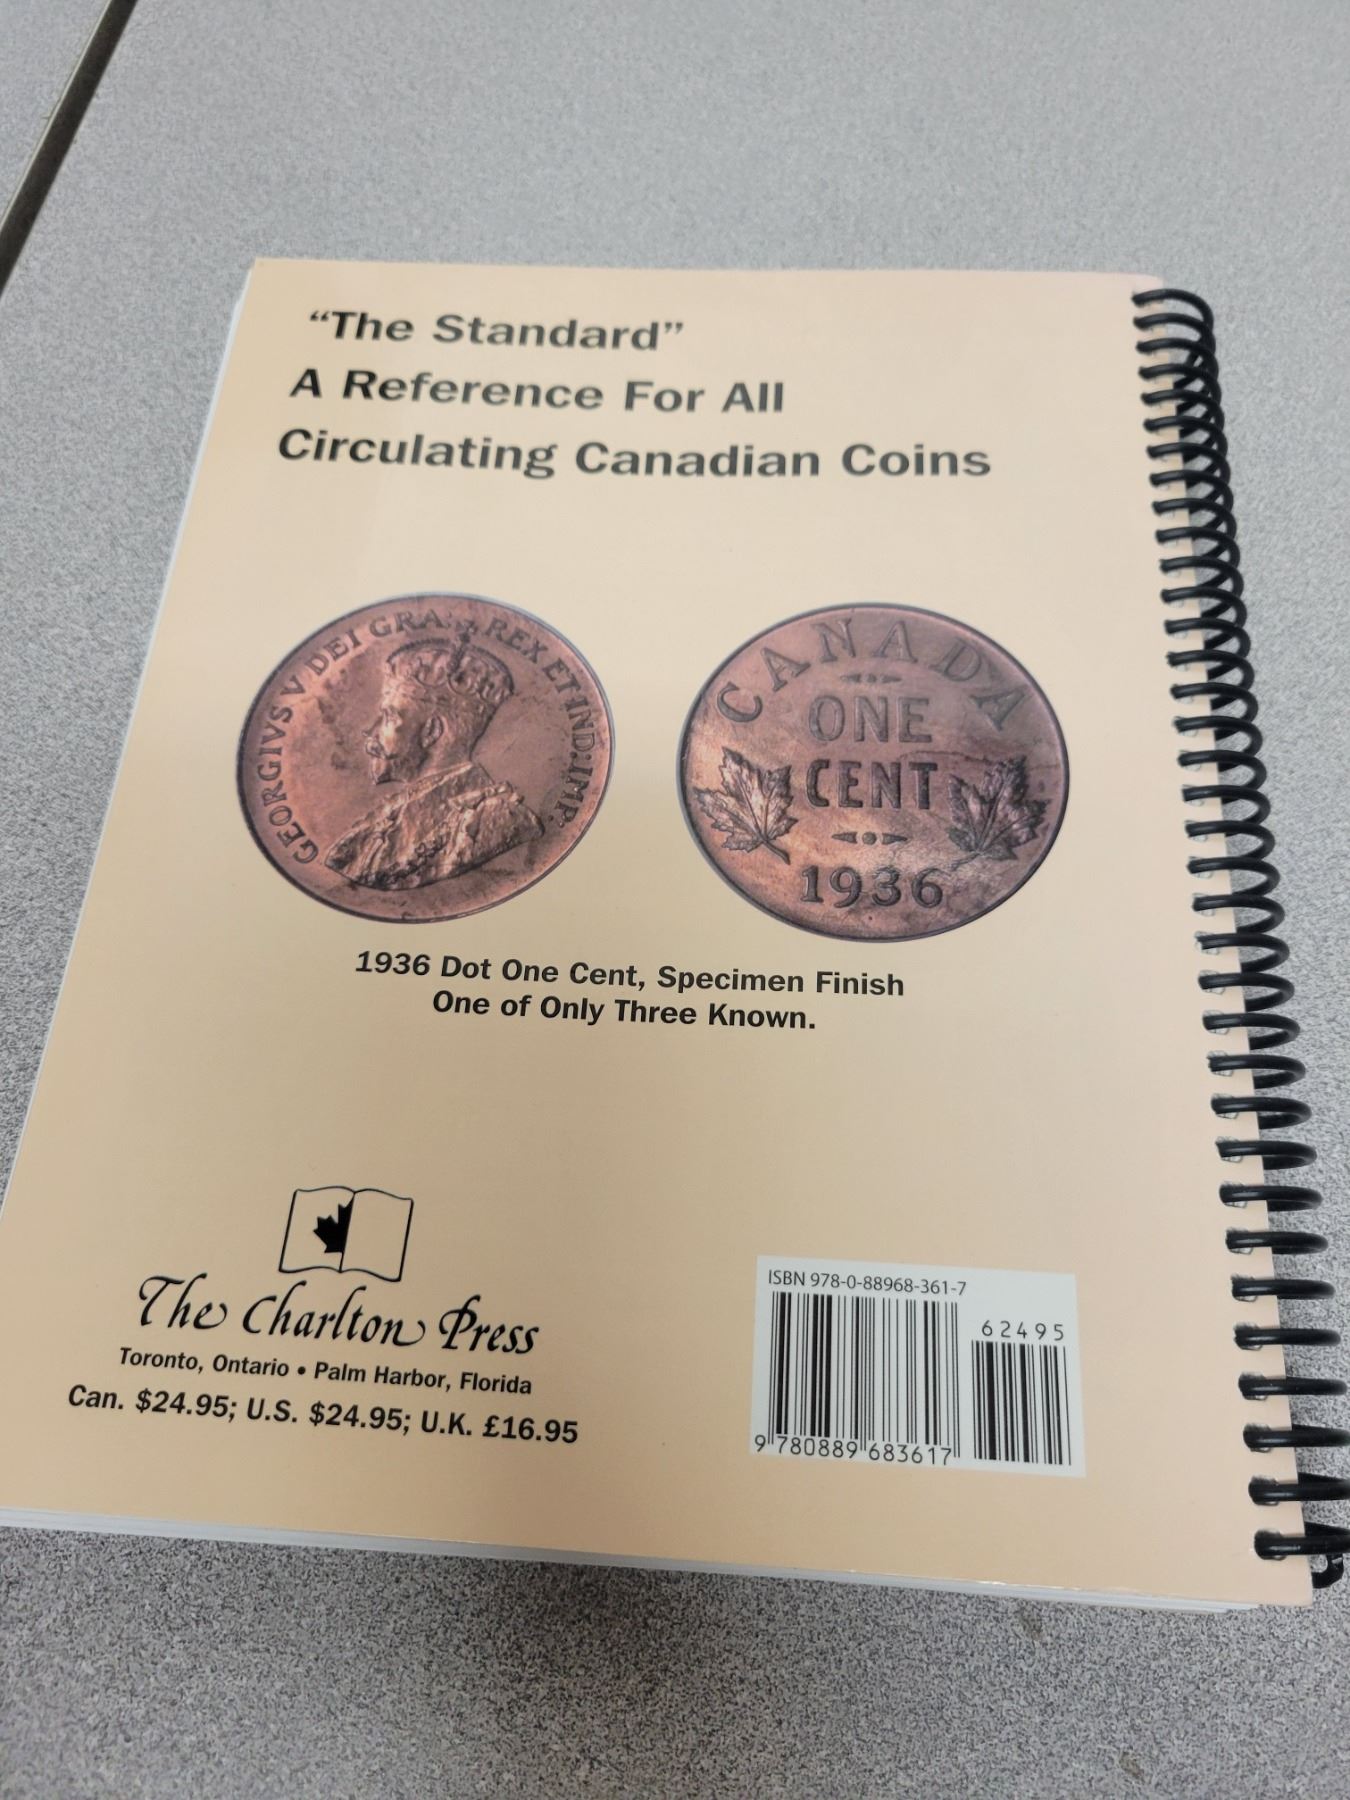 “The Standard”
A Reference For All
Circulating Canadian Coins
GEORGIVS V DEI GRA: REX ET IND: IMP:
CANADA
ONE
CENT
1936
1936 Dot One Cent, Specimen Finish
One of Only Three Known.
The Charlton Press
Toronto, Ontario • Palm Harbor, Florida
Can. $24.95; U.S. $24.95; U.K. £16.95
ISBN 978-0-88968-361-7
62495
9 780889 683617